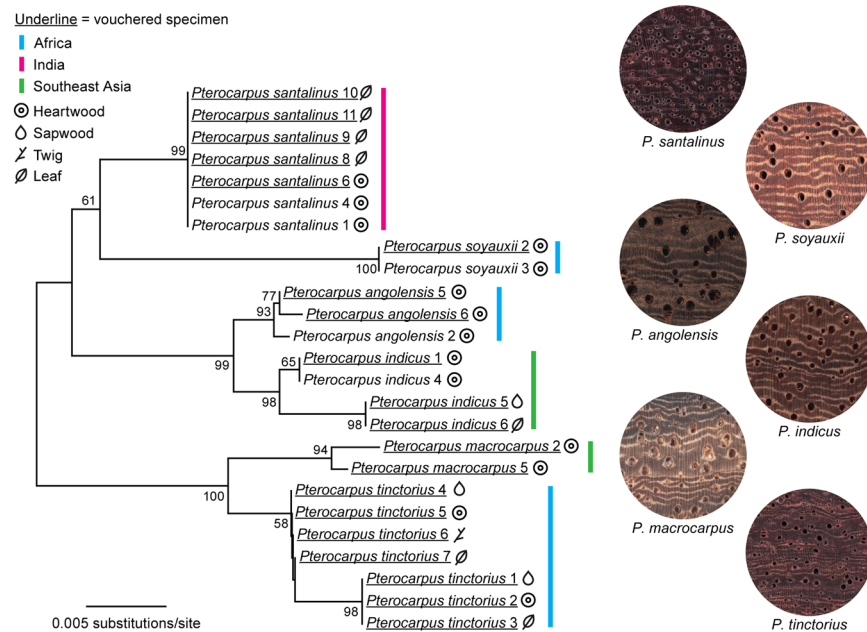 Underline = vouchered specimen
Africa
India
Southeast Asia
Heartwood
Sapwood
Twig
Leaf
Pterocarpus santalinus 10
Pterocarpus santalinus 11
Pterocarpus santalinus 9
99
Pterocarpus santalinus 8
Pterocarpus santalinus 6
Pterocarpus santalinus 4
61
Pterocarpus santalinus 1
Pterocarpus soyauxii 2
100
Pterocarpus soyauxii 3
77
Pterocarpus angolensis 5
93
Pterocarpus angolensis 6
Pterocarpus angolensis 2
99
65
Pterocarpus indicus 1
Pterocarpus indicus 4
98
Pterocarpus indicus 5
98
Pterocarpus indicus 6
94
Pterocarpus macrocarpus 2
Pterocarpus macrocarpus 5
100
Pterocarpus tinctorius 4
58
Pterocarpus tinctorius 5
Pterocarpus tinctorius 6
Pterocarpus tinctorius 7
Pterocarpus tinctorius 1
98
Pterocarpus tinctorius 2
Pterocarpus tinctorius 3
0.005 substitutions/site
P. santalinus
P. soyauxii
P. angolensis
P. indicus
P. macrocarpus
P. tinctorius